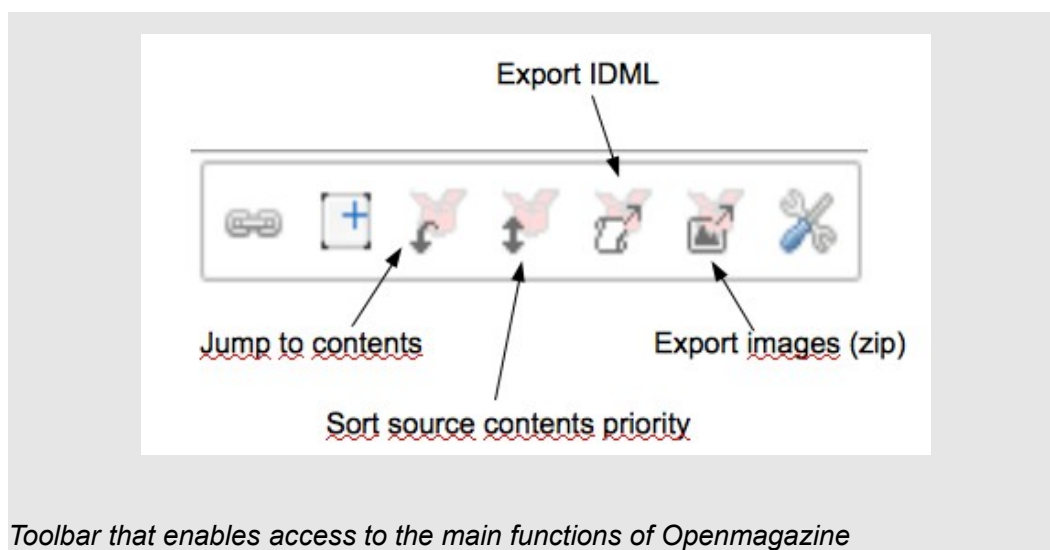 Export IDML
Jump to contents
Export images (zip)
Sort source contents priority
Toolbar that enables access to the main functions of Openmagazine